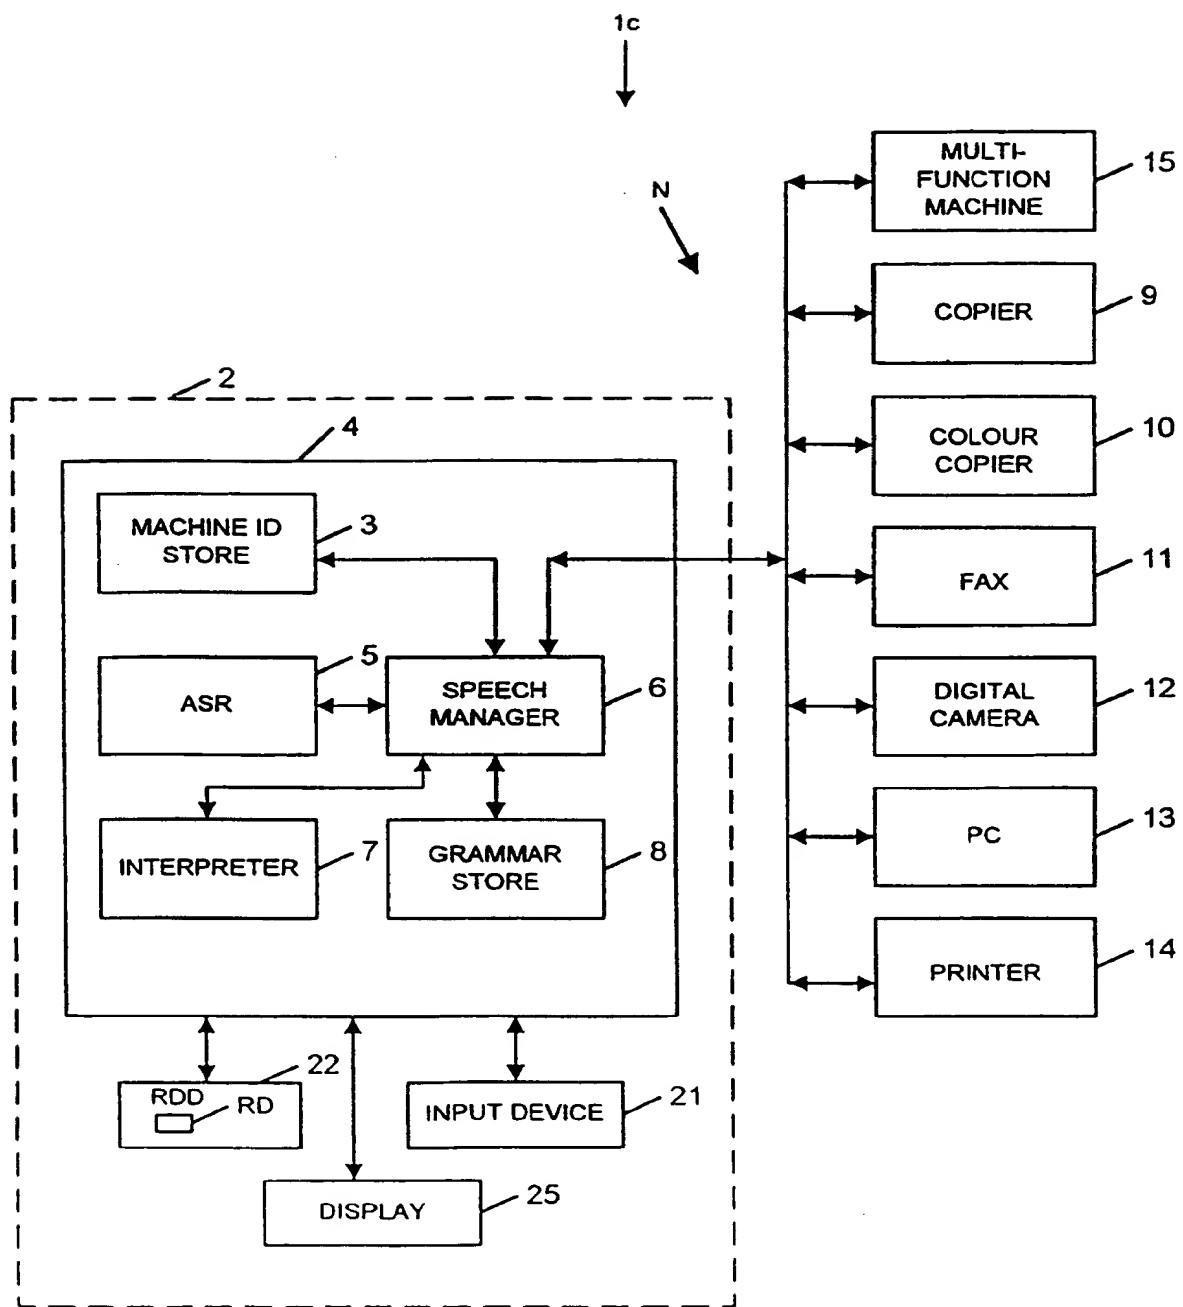 1c
N
MULTI-
FUNCTION
MACHINE
15
COPIER
9
COLOUR
COPIER
10
FAX
11
DIGITAL
CAMERA
12
PC
13
PRINTER
14
2
4
MACHINE ID
STORE
3
ASR
5
SPEECH
MANAGER
6
INTERPRETER
7
GRAMMAR
STORE
8
22
RDD
RD
INPUT DEVICE
21
DISPLAY
25